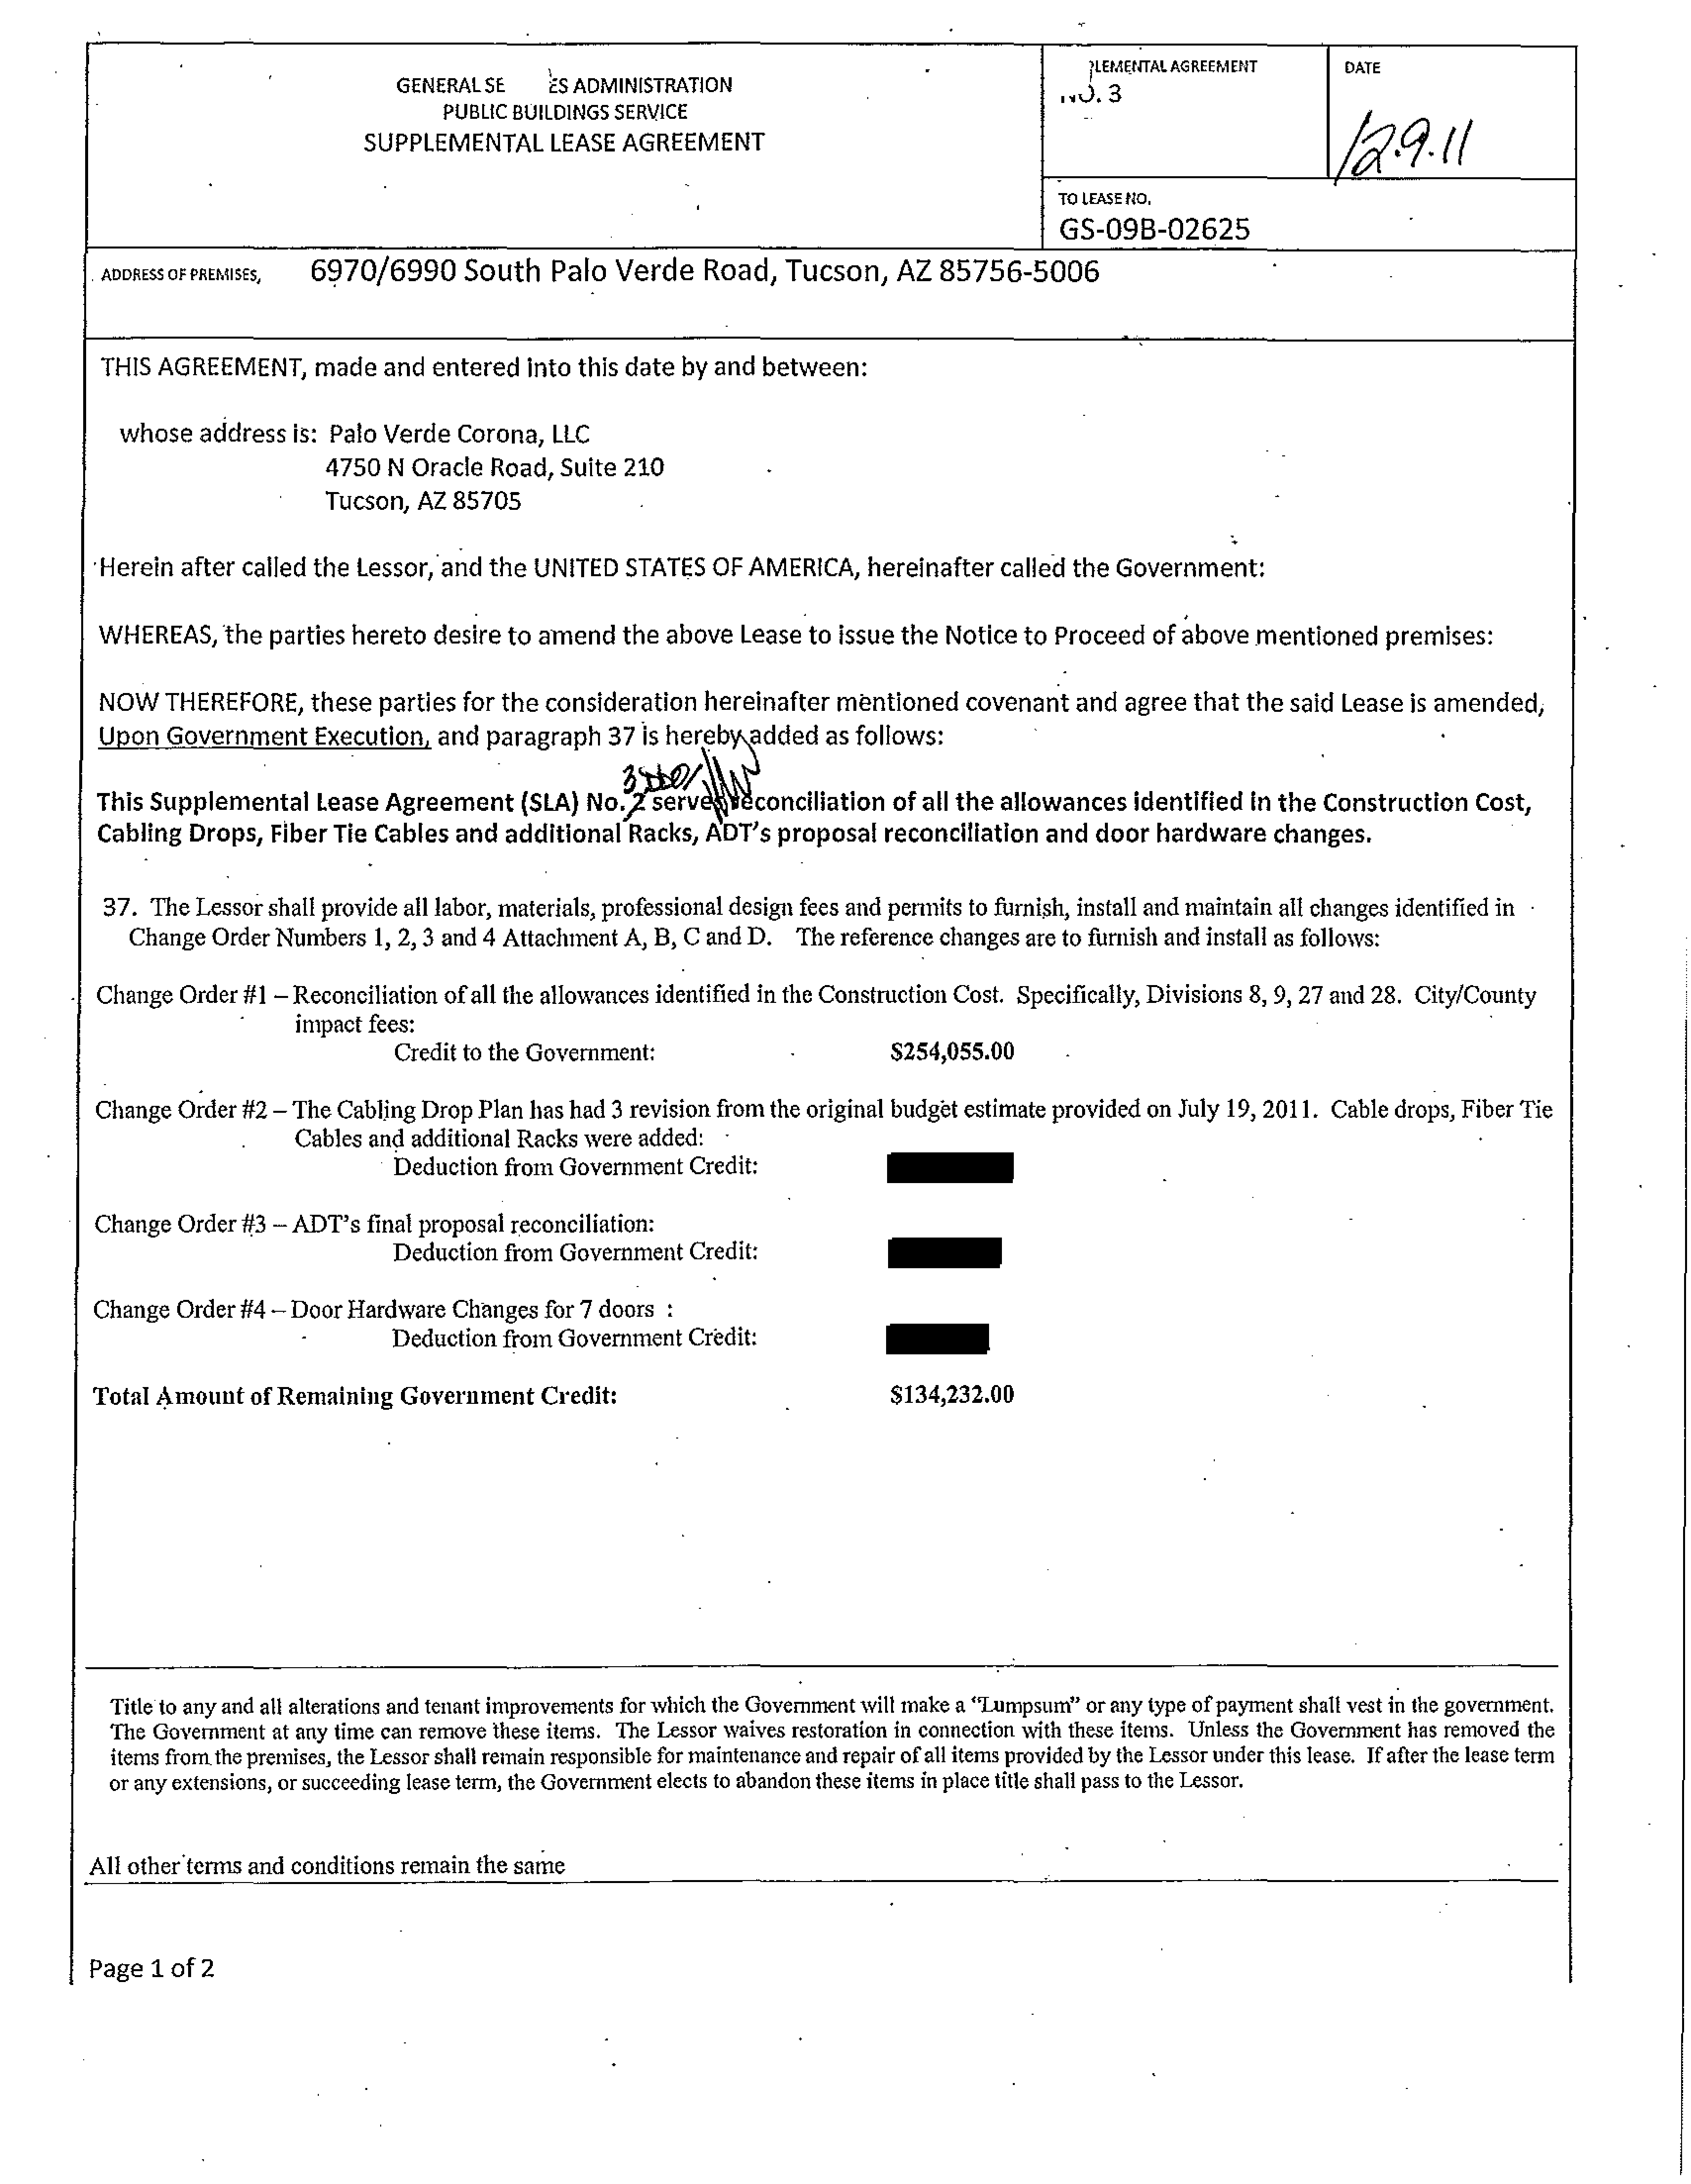 GENERAL SE ES ADMINISTRATION
PUBLIC BUILDINGS SERVICE
SUPPLEMENTAL LEASE AGREEMENT
PLEMENTAL AGREEMENT
NO. 3
DATE
12.9.11
TO LEASE NO.
GS-09B-02625
ADDRESS OF PREMISES, 6970/6990 South Palo Verde Road, Tucson, AZ 85756-5006
THIS AGREEMENT, made and entered into this date by and between:
whose address is: Palo Verde Corona, LLC
4750 N Oracle Road, Suite 210
Tucson, AZ 85705
Herein after called the Lessor, and the UNITED STATES OF AMERICA, hereinafter called the Government:
WHEREAS, the parties hereto desire to amend the above Lease to issue the Notice to Proceed of above mentioned premises:
NOW THEREFORE, these parties for the consideration hereinafter mentioned covenant and agree that the said Lease is amended,
Upon Government Execution, and paragraph 37 is hereby added as follows:
3
This Supplemental Lease Agreement (SLA) No. 2 serves reconciliation of all the allowances identified in the Construction Cost,
Cabling Drops, Fiber Tie Cables and additional Racks, ADT's proposal reconciliation and door hardware changes.
37. The Lessor shall provide all labor, materials, professional design fees and permits to furnish, install and maintain all changes identified in
Change Order Numbers 1, 2, 3 and 4 Attachment A, B, C and D. The reference changes are to furnish and install as follows:
Change Order #1 – Reconciliation of all the allowances identified in the Construction Cost. Specifically, Divisions 8, 9, 27 and 28. City/County
impact fees:
Credit to the Government: $254,055.00
Change Order #2 – The Cabling Drop Plan has had 3 revision from the original budget estimate provided on July 19, 2011. Cable drops, Fiber Tie
Cables and additional Racks were added:
Deduction from Government Credit:
Change Order #3 – ADT's final proposal reconciliation:
Deduction from Government Credit:
Change Order #4 – Door Hardware Changes for 7 doors :
Deduction from Government Credit:
Total Amount of Remaining Government Credit: $134,232.00
Title to any and all alterations and tenant improvements for which the Government will make a “Lumpsum” or any type of payment shall vest in the government.
The Government at any time can remove these items. The Lessor waives restoration in connection with these items. Unless the Government has removed the
items from the premises, the Lessor shall remain responsible for maintenance and repair of all items provided by the Lessor under this lease. If after the lease term
or any extensions, or succeeding lease term, the Government elects to abandon these items in place title shall pass to the Lessor.
All other terms and conditions remain the same
Page 1 of 2